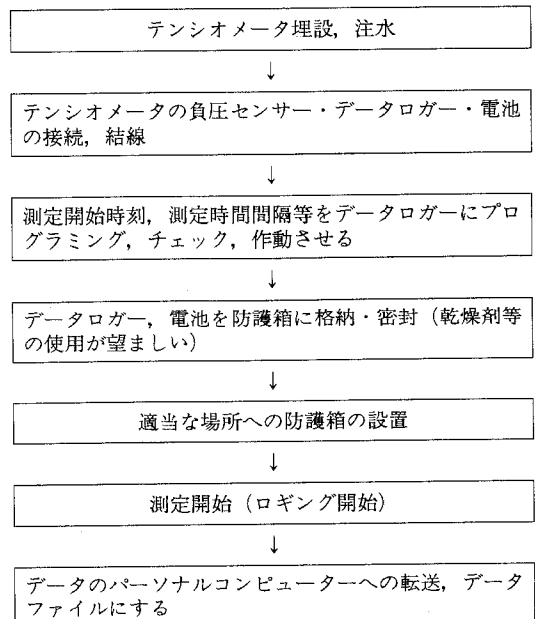 テンシオメータ埋設，注水
↓
テンシオメータの負圧センサー・データロガー・電池
の接続，結線
↓
測定開始時刻，測定時間間隔等をデータロガーにプロ
グラミング，チェック，作動させる
↓
データロガー，電池を防護箱に格納・密封（乾燥剤等
の使用が望ましい）
↓
適当な場所への防護箱の設置
↓
測定開始（ロギング開始）
↓
データのパーソナルコンピューターへの転送，データ
ファイルにする